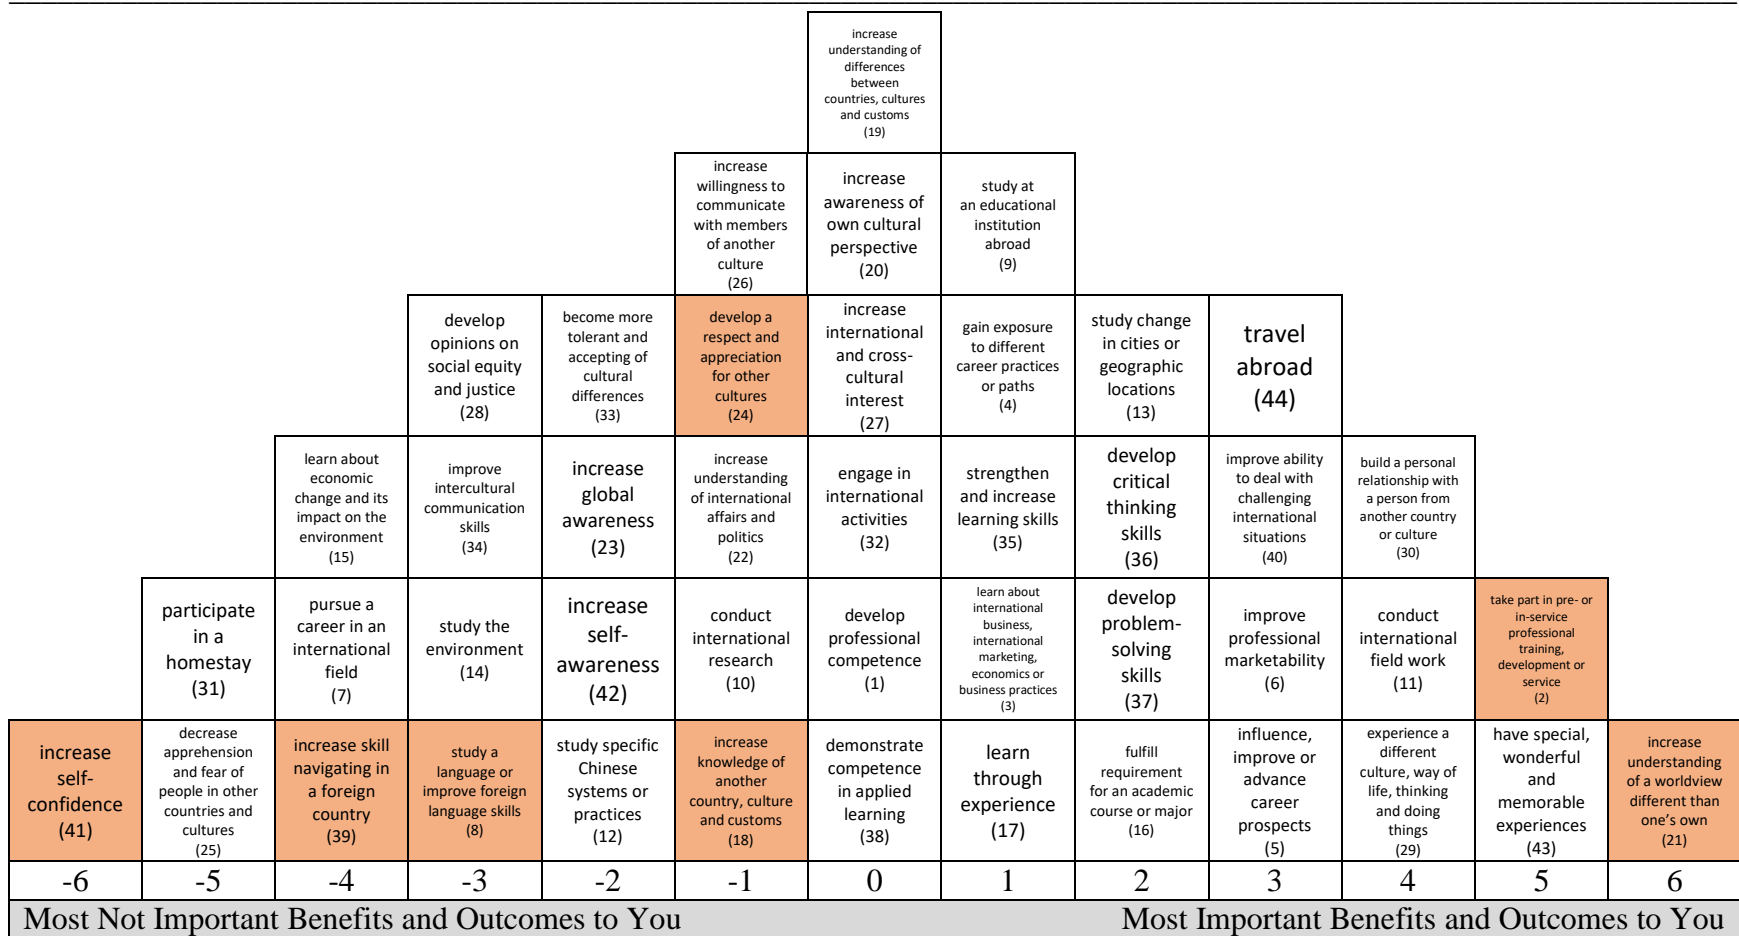 increase
understanding of
differences
between
countries, cultures
and customs
(19)
increase
willingness to
communicate
with members
of another
culture
(26)
increase
awareness of
own cultural
perspective
(20)
study at
an educational
institution
abroad
(9)
develop
opinions on
social equity
and justice
(28)
become more
tolerant and
accepting of
cultural
differences
(33)
develop a
respect and
appreciation
for other
cultures
(24)
increase
international
and cross-
cultural
interest
(27)
gain exposure
to different
career practices
or paths
(4)
study change
in cities or
geographic
locations
(13)
travel
abroad
(44)
learn about
economic
change and its
impact on the
environment
(15)
improve
intercultural
communication
skills
(34)
increase
global
awareness
(23)
increase
understanding
of international
affairs and
politics
(22)
engage in
international
activities
(32)
strengthen
and increase
learning skills
(35)
develop
critical
thinking
skills
(36)
improve ability
to deal with
challenging
international
situations
(40)
build a personal
relationship with
a person from
another country
or culture
(30)
participate
in a
homestay
(31)
pursue a
career in an
international
field
(7)
study the
environment
(14)
increase
self-
awareness
(42)
conduct
international
research
(10)
develop
professional
competence
(1)
learn about
international
business,
international
marketing,
economics or
business practices
(3)
develop
problem-
solving
skills
(37)
improve
professional
marketability
(6)
conduct
international
field work
(11)
take part in pre- or
in-service
professional
training,
development or
service
(2)
increase
self-
confidence
(41)
decrease
apprehension
and fear of
people in other
countries and
cultures
(25)
increase skill
navigating in
a foreign
country
(39)
study a
language or
improve foreign
language skills
(8)
study specific
Chinese
systems or
practices
(12)
increase
knowledge of
another
country, culture
and customs
(18)
demonstrate
competence
in applied
learning
(38)
learn
through
experience
(17)
fulfill
requirement
for an academic
course or major
(16)
influence,
improve or
advance
career
prospects
(5)
experience a
different
culture, way of
life, thinking
and doing
things
(29)
have special,
wonderful
and
memorable
experiences
(43)
increase
understanding
of a worldview
different than
one's own
(21)
-6 -5 -4 -3 -2 -1 0 1 2 3 4 5 6
Most Not Important Benefits and Outcomes to You Most Important Benefits and Outcomes to You